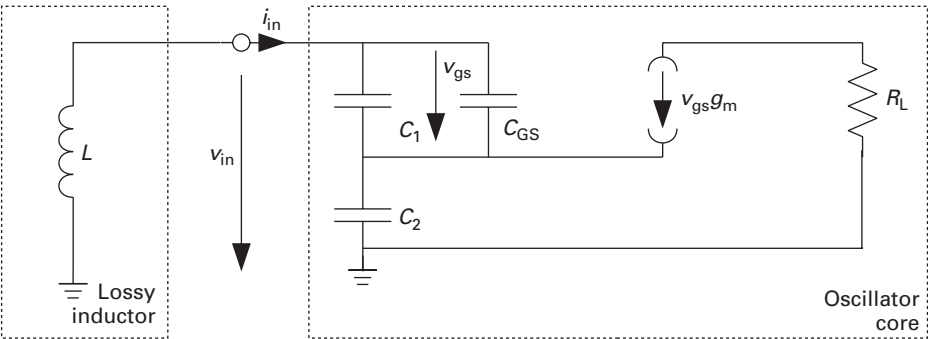 i_in
v_gs
v_gs g_m
R_L
C_1
C_GS
L
v_in
C_2
Lossy
inductor
Oscillator
core